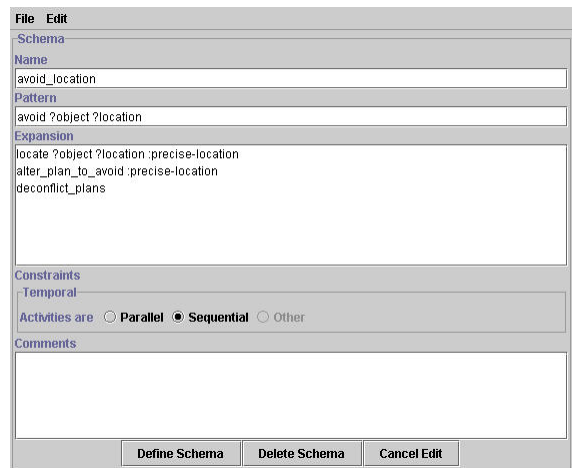 File Edit
Schema
Name
avoid_location
Pattern
avoid ?object ?location
Expansion
locate ?object ?location :precise-location
alter_plan_to_avoid :precise-location
deconflict_plans
Constraints
Temporal
Activities are Parallel Sequential Other
Comments
Define Schema Delete Schema Cancel Edit